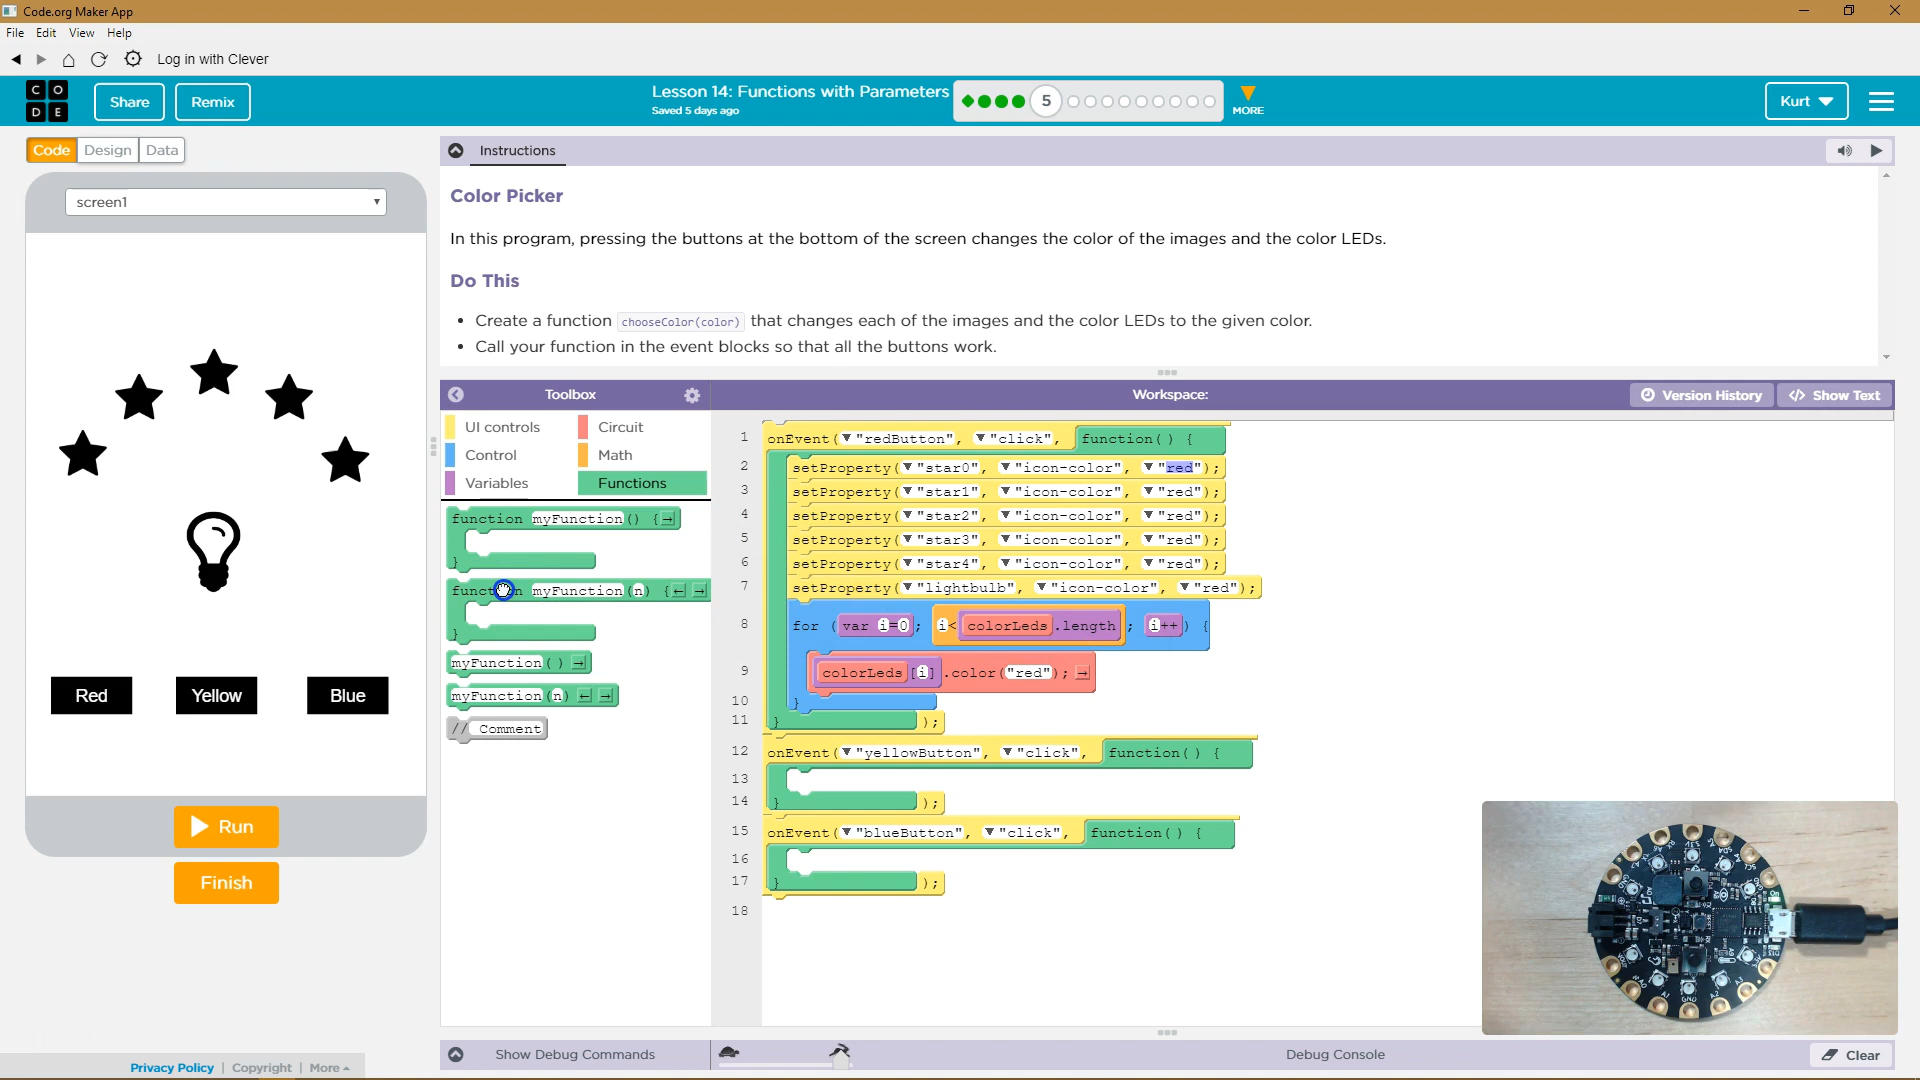 Code.org Maker App
File Edit View Help
Log in with Clever
C O D E
Share
Remix
Lesson 14: Functions with Parameters
Saved 5 days ago
5
MORE
Kurt
Code Design Data
screen1
Red
Yellow
Blue
Run
Finish
Privacy Policy | Copyright | More
Instructions
Color Picker
In this program, pressing the buttons at the bottom of the screen changes the color of the images and the color LEDs.
Do This
• Create a function chooseColor(color) that changes each of the images and the color LEDs to the given color.
• Call your function in the event blocks so that all the buttons work.
Toolbox
UI controls
Circuit
Control
Math
Variables
Functions
function myFunction() {
}
function myFunction(n) {
}
myFunction()
myFunction(n)
// Comment
Workspace:
Version History
</> Show Text
1 onEvent("redButton", "click", function() {
2 setProperty("star0", "icon-color", "red");
3 setProperty("star1", "icon-color", "red");
4 setProperty("star2", "icon-color", "red");
5 setProperty("star3", "icon-color", "red");
6 setProperty("star4", "icon-color", "red");
7 setProperty("lightbulb", "icon-color", "red");
8 for (var i=0; i<colorLeds.length; i++) {
9 colorLeds[i].color("red");
10 }
11 });
12 onEvent("yellowButton", "click", function() {
13
14 });
15 onEvent("blueButton", "click", function() {
16
17 });
18
Show Debug Commands
Debug Console
Clear